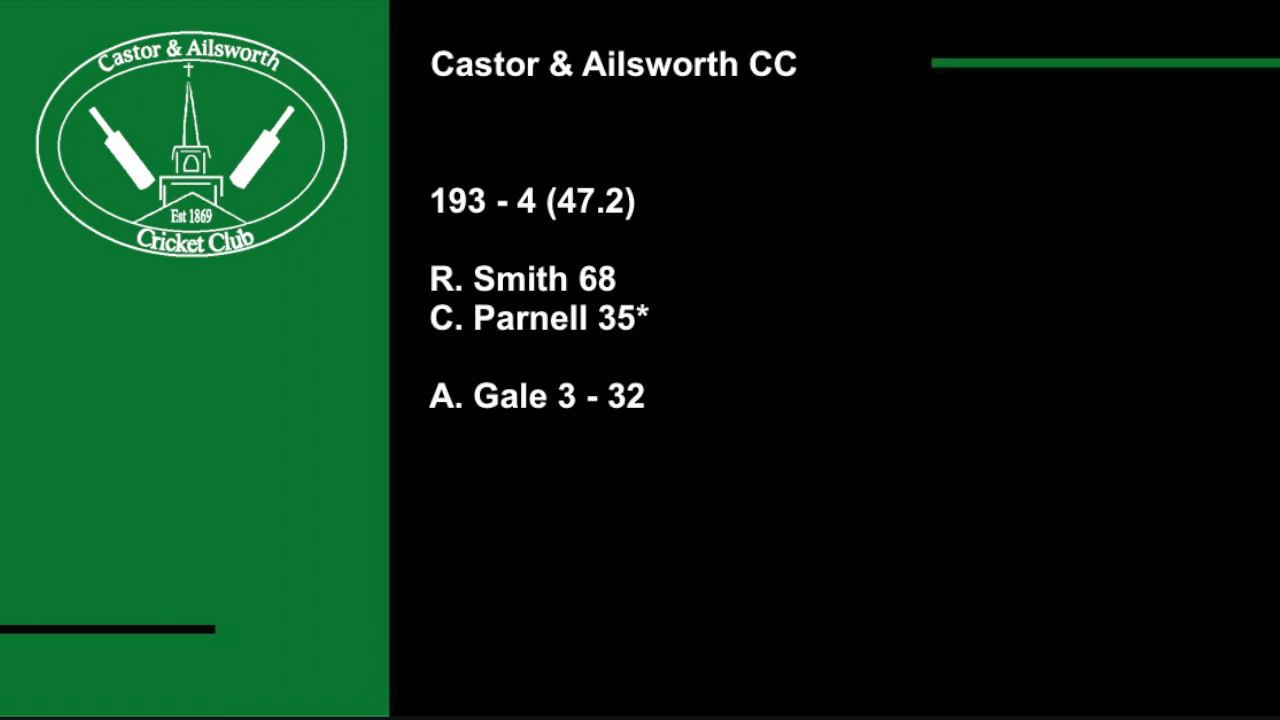 Castor & Ailsworth
Est 1869
Cricket Club
Castor & Ailsworth CC
193 - 4 (47.2)
R. Smith 68
C. Parnell 35*
A. Gale 3 - 32